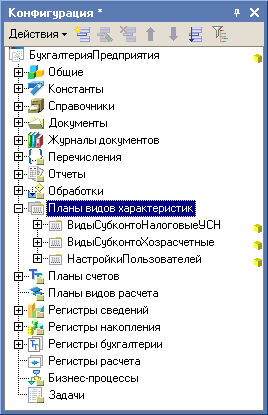 Конфигурация *
Действия
БухгалтерияПредприятия
Общие
Константы
Справочники
Документы
Журналы документов
Перечисления
Отчеты
Обработки
Планы видов характеристик
ВидыСубконтоНалоговыеУСН
ВидыСубконтоХозрасчетные
НастройкиПользователей
Планы счетов
Планы видов расчета
Регистры сведений
Регистры накопления
Регистры бухгалтерии
Регистры расчета
Бизнес-процессы
Задачи